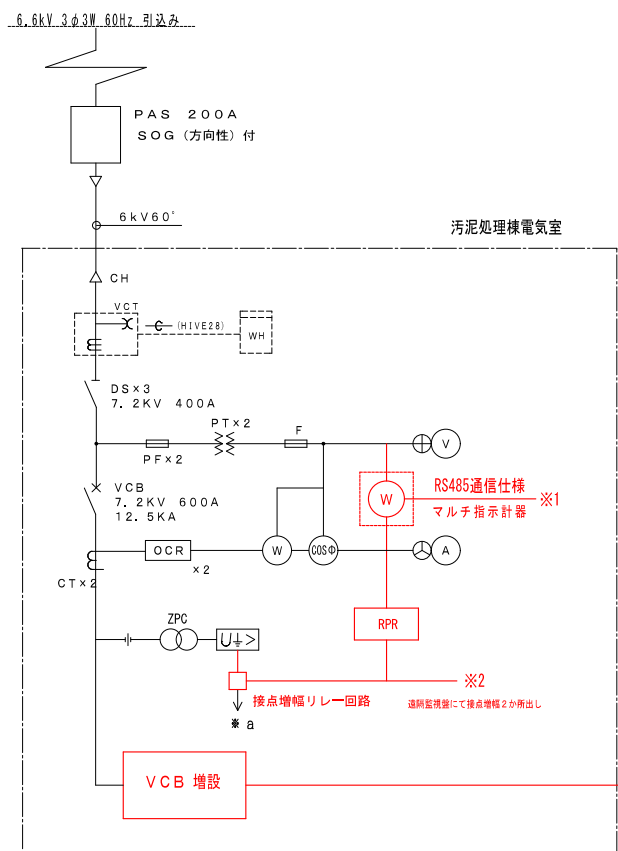 6.6kV 3φ3W 60Hz 引込み
PAS 200A
SOG(方向性)付
6kV60°
汚泥処理棟電気室
CH
VCT
(HIVE28)
WH
DS×3
7.2KV 400A
PT×2
F
PF×2
V
VCB
7.2KV 600A
12.5KA
W
RS485通信仕様
マルチ指示計器
※1
OCR
×2
W
COSΦ
A
CT×2
ZPC
U⏚>
RPR
※2
接点増幅リレー回路
遠隔監視盤にて接点増幅2か所出し
※a
VCB 増設